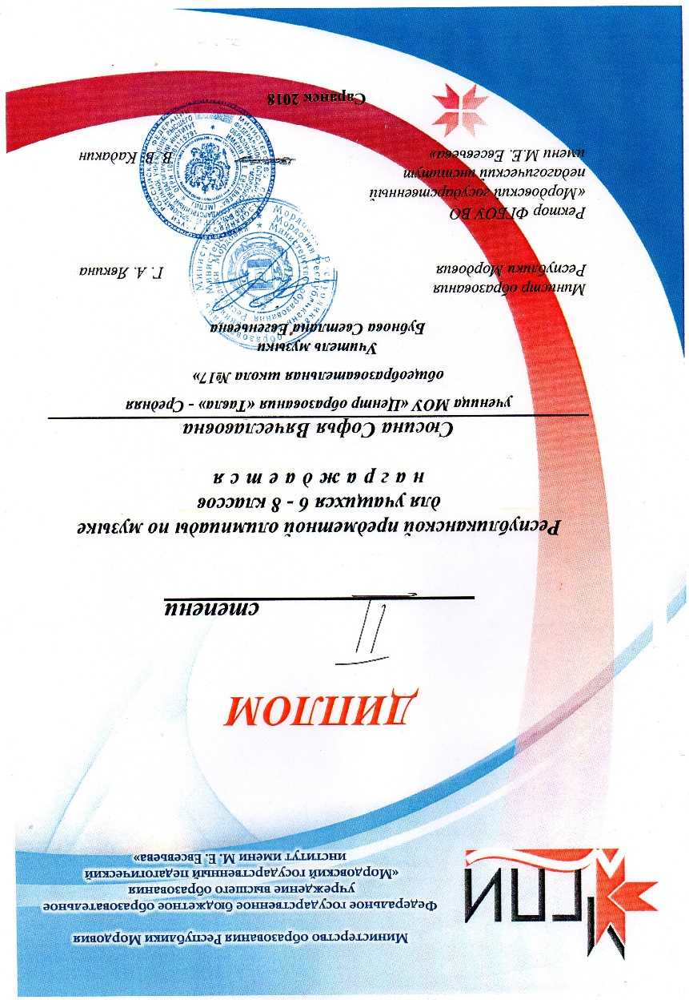 Министерство образования Республики Мордовия
Федеральное государственное бюджетное образовательное
учреждение высшего образования
«Мордовский государственный педагогический
институт имени М. Е. Евсевьева»
МГПИ
ДИПЛОМ
II
степени
Республиканской предметной олимпиады по музыке
для учащихся 6 - 8 классов
н а г р а ж д а е т с я
Сюсина Софья Вячеславовна
ученица МОУ «Центр образования «Тавла» - Средняя
общеобразовательная школа №17»
Учитель музыки
Бубнова Светлана Евгеньевна
Министр образования
Республики Мордовия
Г. А. Явкина
Ректор ФГБОУ ВО
«Мордовский государственный
педагогический институт
имени М.Е. Евсевьева»
В. В. Кадакин
Саранск 2018